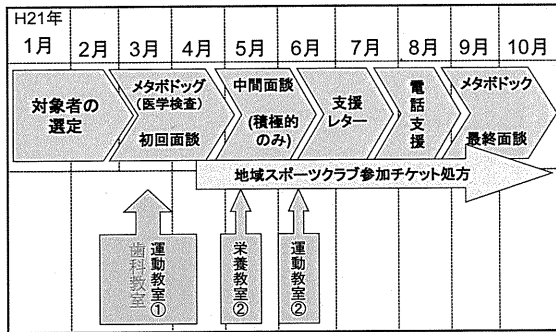 H21年
1月 2月 3月 4月 5月 6月 7月 8月 9月 10月
対象者の
選定
メタボドッグ
(医学検査)
初回面談
中間面談
(積極的
のみ)
支援
レター
電話支援
メタボドック
最終面談
地域スポーツクラブ参加チケット処方
運動教室①
歯科教室
栄養教室②
運動教室②